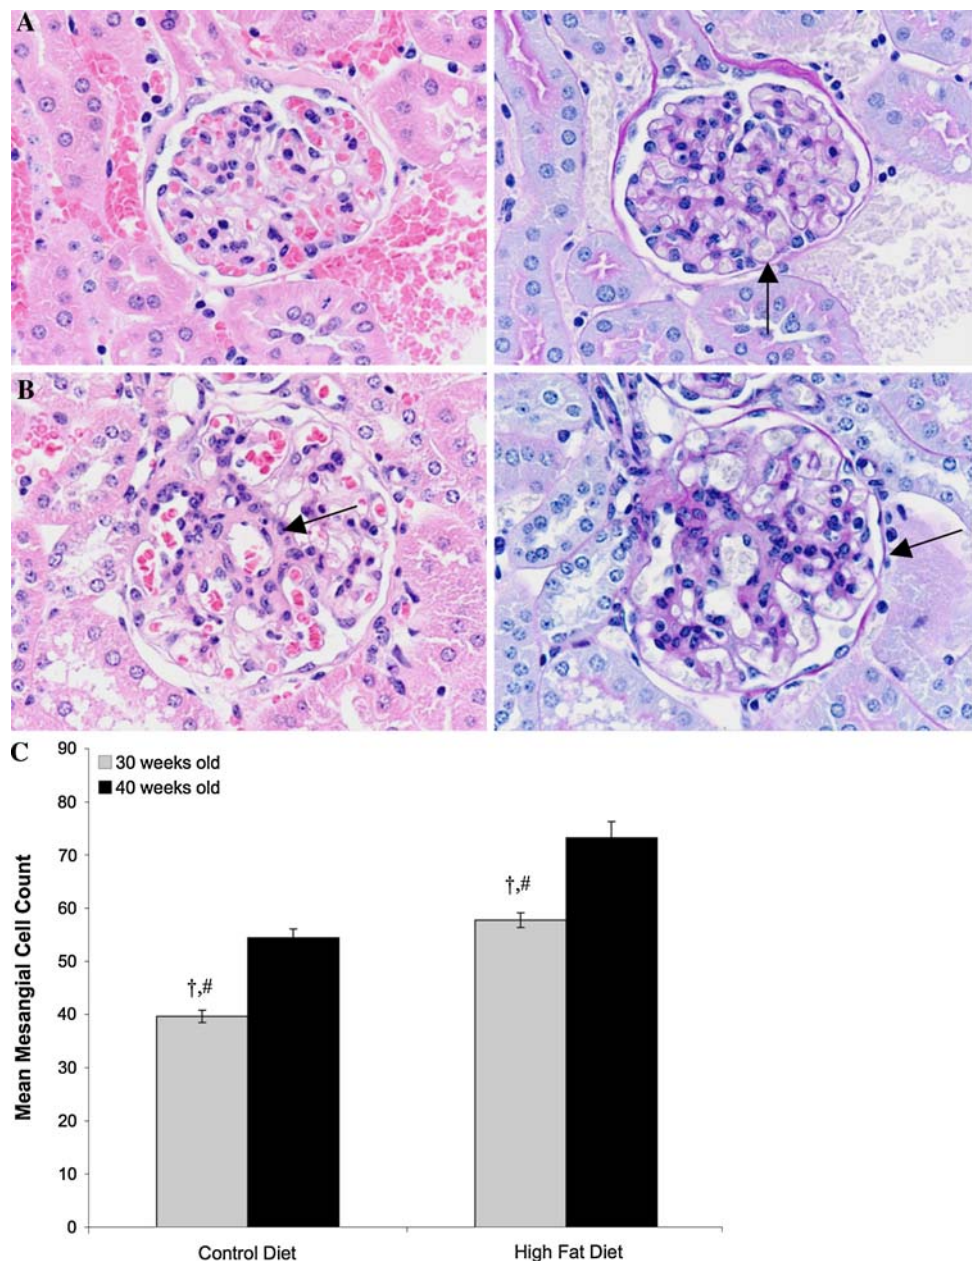 A
B
C
90
80
70
60
50
40
30
20
10
0
Mean Mesangial Cell Count
30 weeks old
40 weeks old
†,#
†,#
Control Diet
High Fat Diet